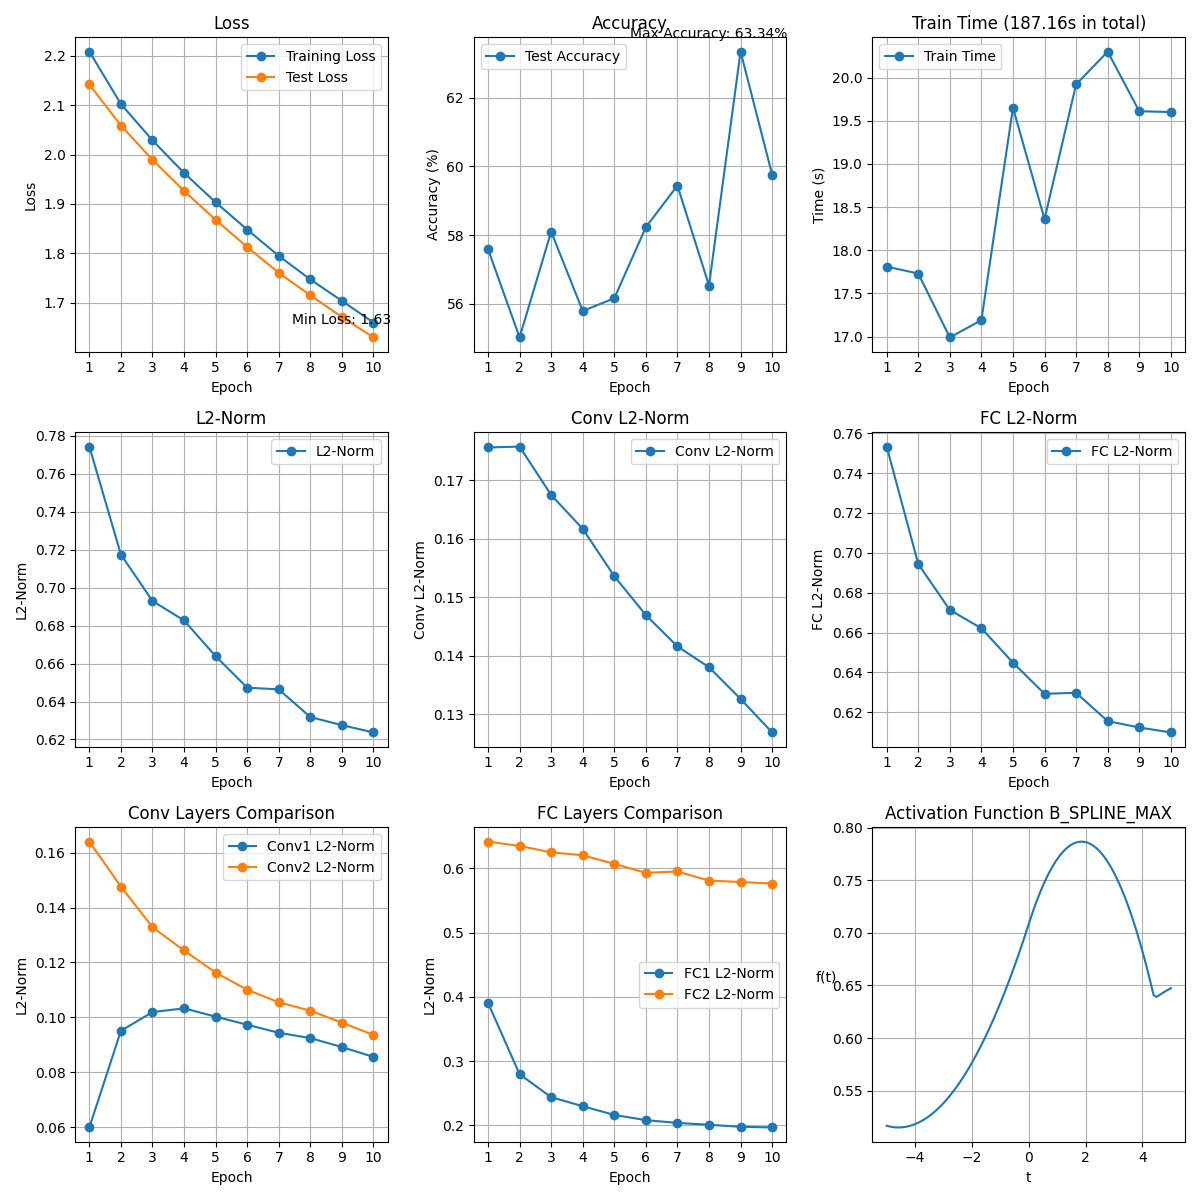 Loss
2.2
2.1
2.0
1.9
1.8
1.7
Loss
Training Loss
Test Loss
Min Loss: 1.63
1 2 3 4 5 6 7 8 9 10
Epoch
Accuracy
Max Accuracy: 63.34%
Test Accuracy
62
60
58
56
Accuracy (%)
1 2 3 4 5 6 7 8 9 10
Epoch
Train Time (187.16s in total)
Train Time
20.0
19.5
19.0
18.5
18.0
17.5
17.0
Time (s)
1 2 3 4 5 6 7 8 9 10
Epoch
L2-Norm
L2-Norm
0.78
0.76
0.74
0.72
0.70
0.68
0.66
0.64
0.62
L2-Norm
1 2 3 4 5 6 7 8 9 10
Epoch
Conv L2-Norm
Conv L2-Norm
0.17
0.16
0.15
0.14
0.13
Conv L2-Norm
1 2 3 4 5 6 7 8 9 10
Epoch
FC L2-Norm
FC L2-Norm
0.76
0.74
0.72
0.70
0.68
0.66
0.64
0.62
FC L2-Norm
1 2 3 4 5 6 7 8 9 10
Epoch
Conv Layers Comparison
Conv1 L2-Norm
Conv2 L2-Norm
0.16
0.14
0.12
0.10
0.08
0.06
L2-Norm
1 2 3 4 5 6 7 8 9 10
Epoch
FC Layers Comparison
0.6
0.5
0.4
0.3
0.2
L2-Norm
FC1 L2-Norm
FC2 L2-Norm
1 2 3 4 5 6 7 8 9 10
Epoch
Activation Function B_SPLINE_MAX
0.80
0.75
0.70
0.65
0.60
0.55
f(t)
−4 −2 0 2 4
t